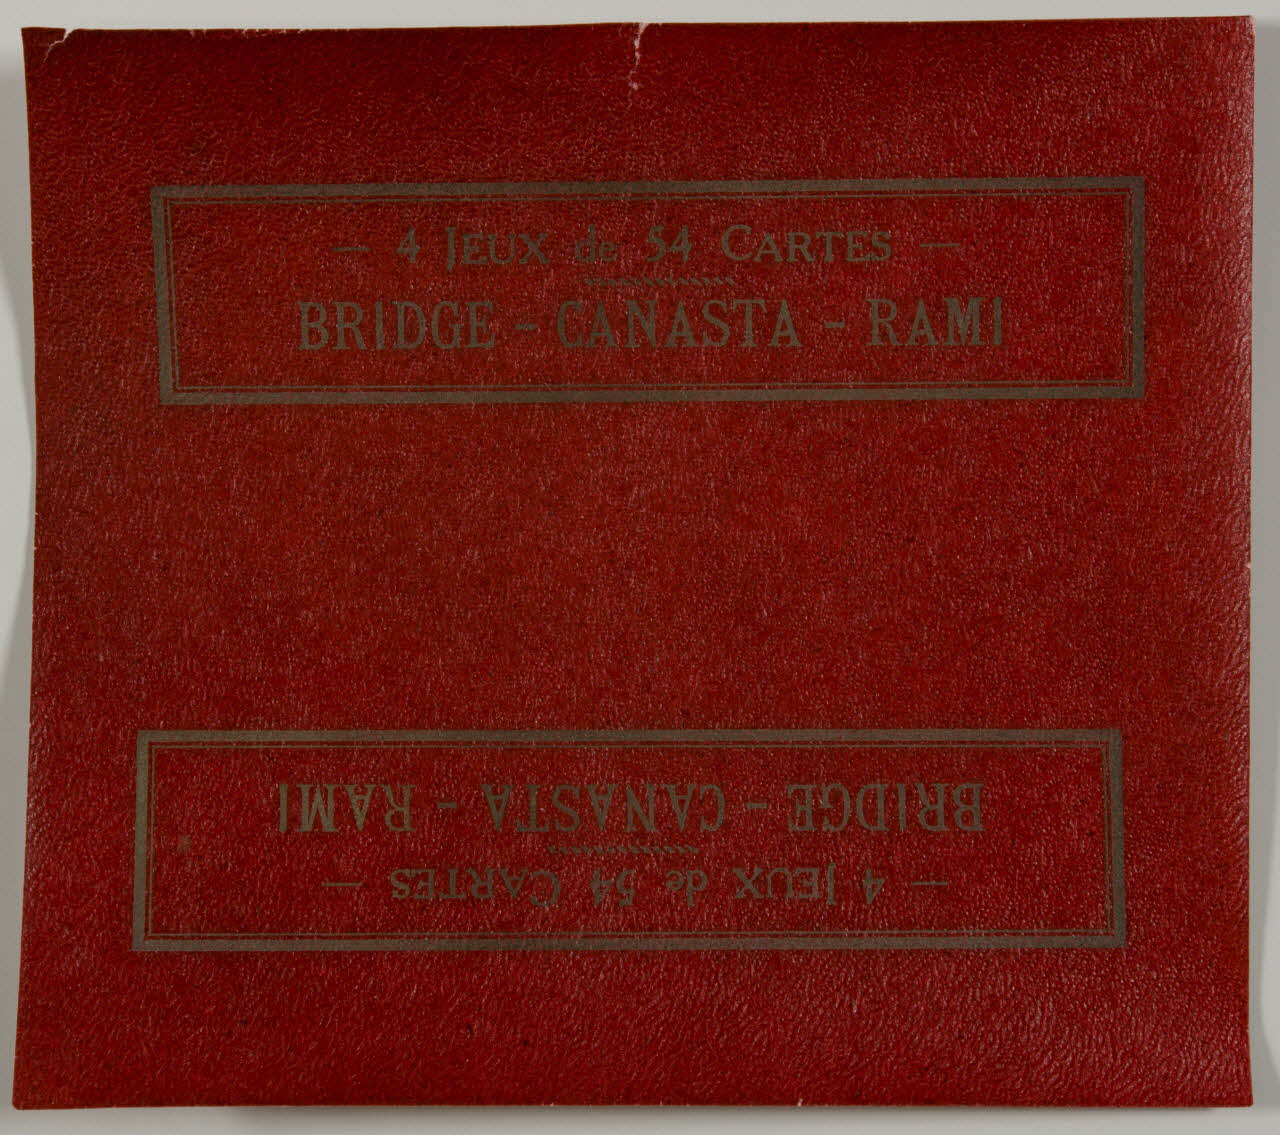 — 4 JEUX de 54 CARTES —
BRIDGE - CANASTA - RAMI
— 4 JEUX de 54 CARTES —
BRIDGE - CANASTA - RAMI